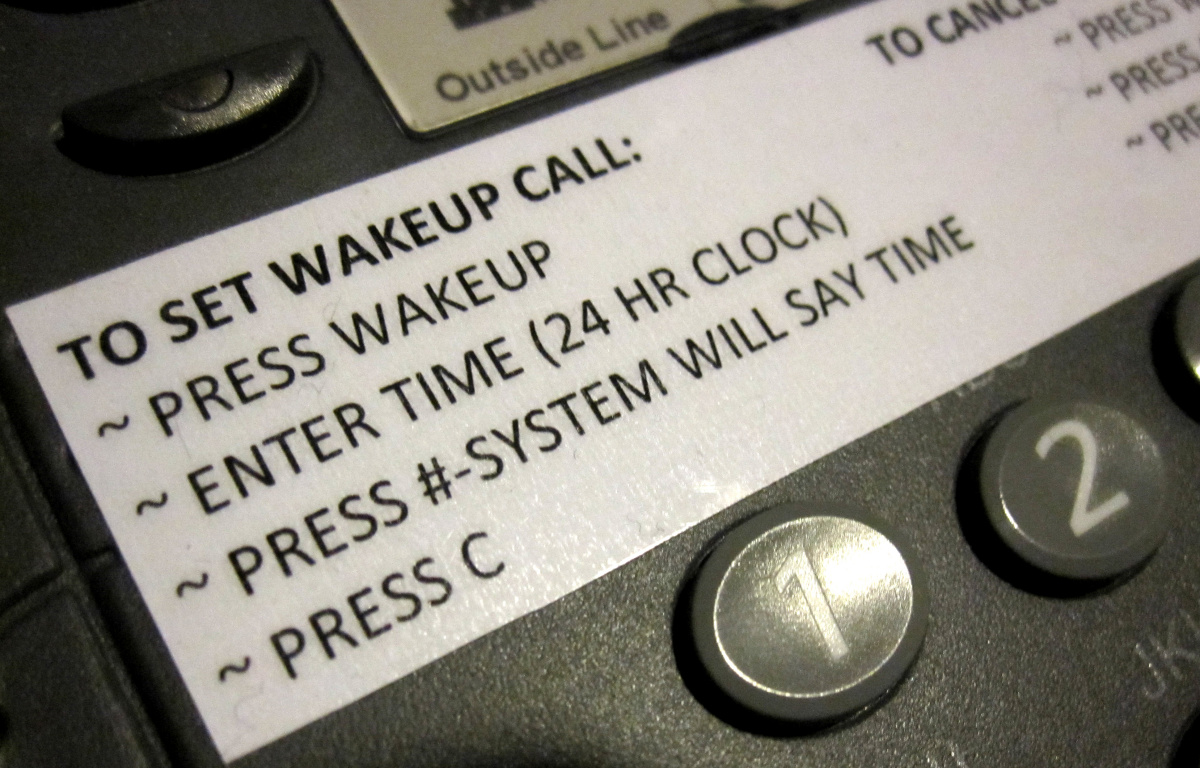 Outside Line
TO SET WAKEUP CALL:
~ PRESS WAKEUP
~ ENTER TIME (24 HR CLOCK)
~ PRESS #-SYSTEM WILL SAY TIME
~ PRESS C
TO CANCEL
~ PRESS
~ PRESS
~
1
2